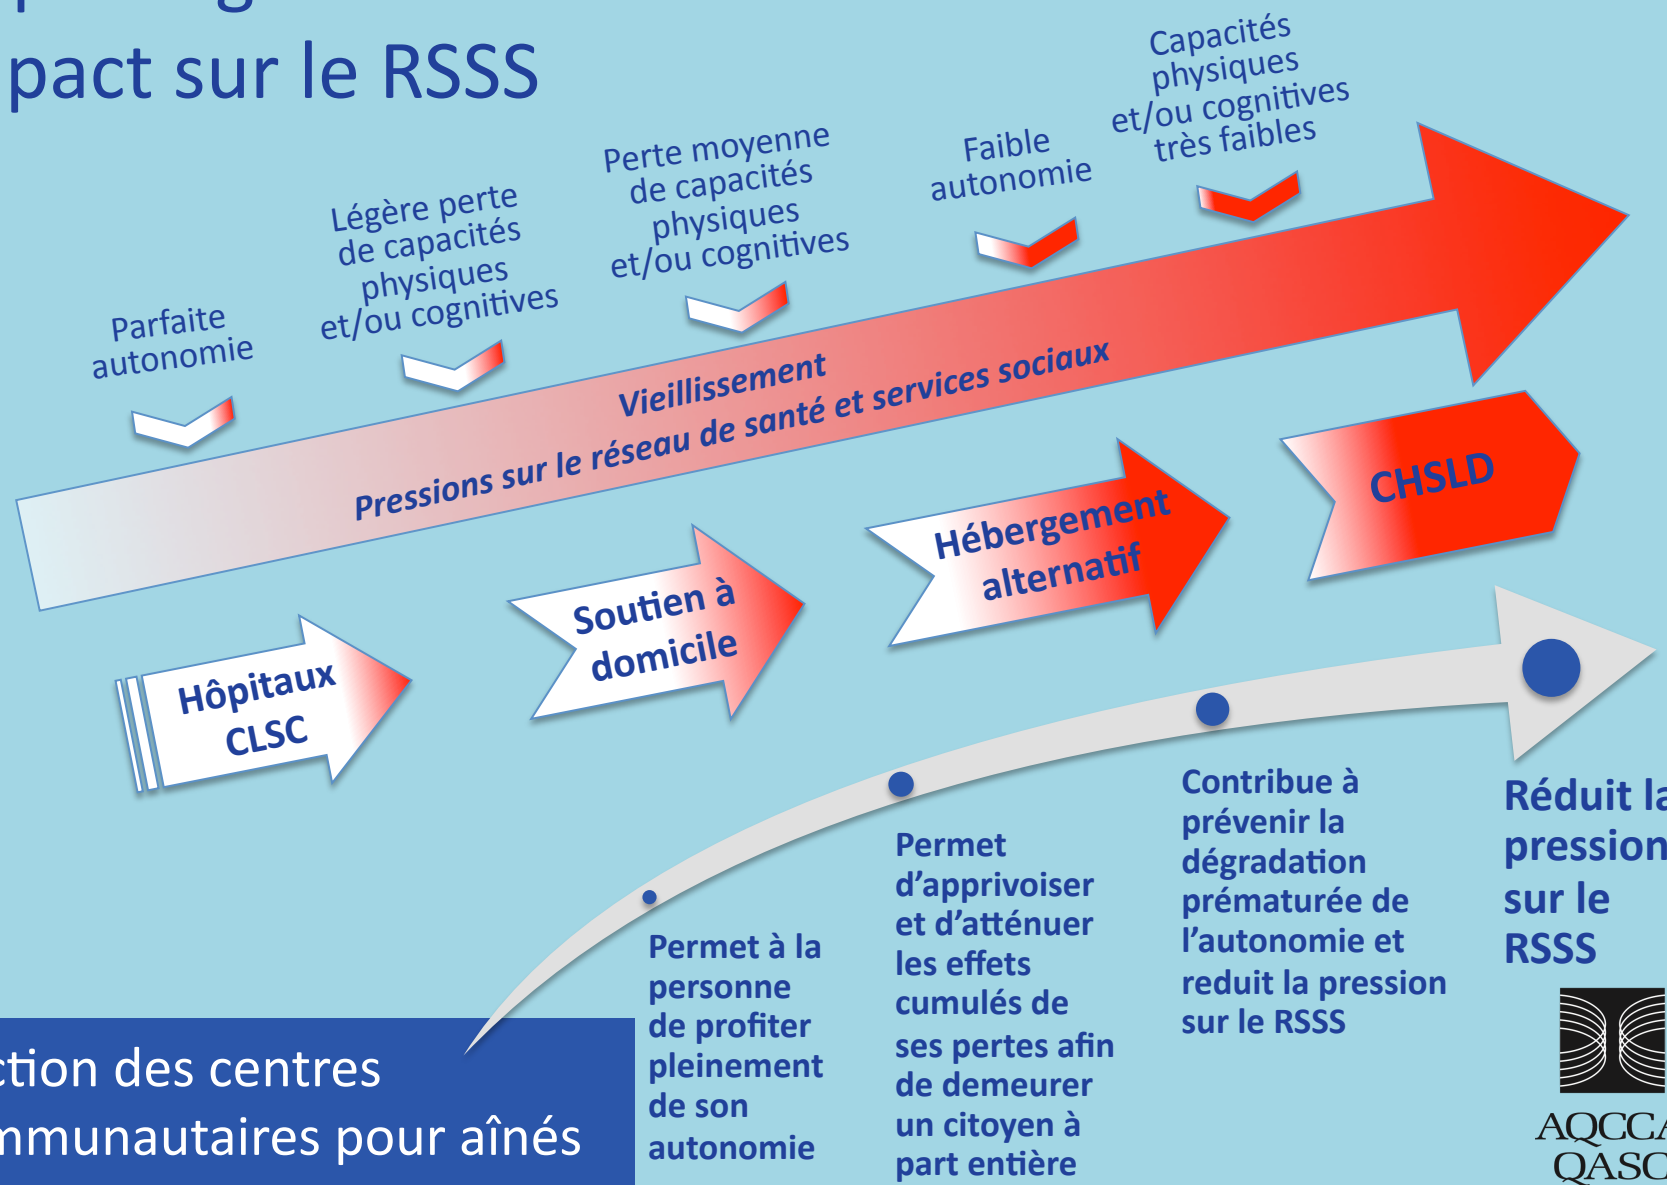 pact sur le RSSS
Parfaite
autonomie
Légère perte
de capacités
physiques
et/ou cognitives
Perte moyenne
de capacités
physiques
et/ou cognitives
Faible
autonomie
Capacités
physiques
et/ou cognitives
très faibles
Vieillissement
Pressions sur le réseau de santé et services sociaux
Hôpitaux
CLSC
Soutien à
domicile
Hébergement
alternatif
CHSLD
Permet à la
personne
de profiter
pleinement
de son
autonomie
Permet
d’apprivoiser
et d’atténuer
les effets
cumulés de
ses pertes afin
de demeurer
un citoyen à
part entière
Contribue à
prévenir la
dégradation
prématurée de
l’autonomie et
reduit la pression
sur le RSSS
Réduit la
pression
sur le
RSSS
ction des centres
mmunautaires pour aînés
AQCCA
QASC